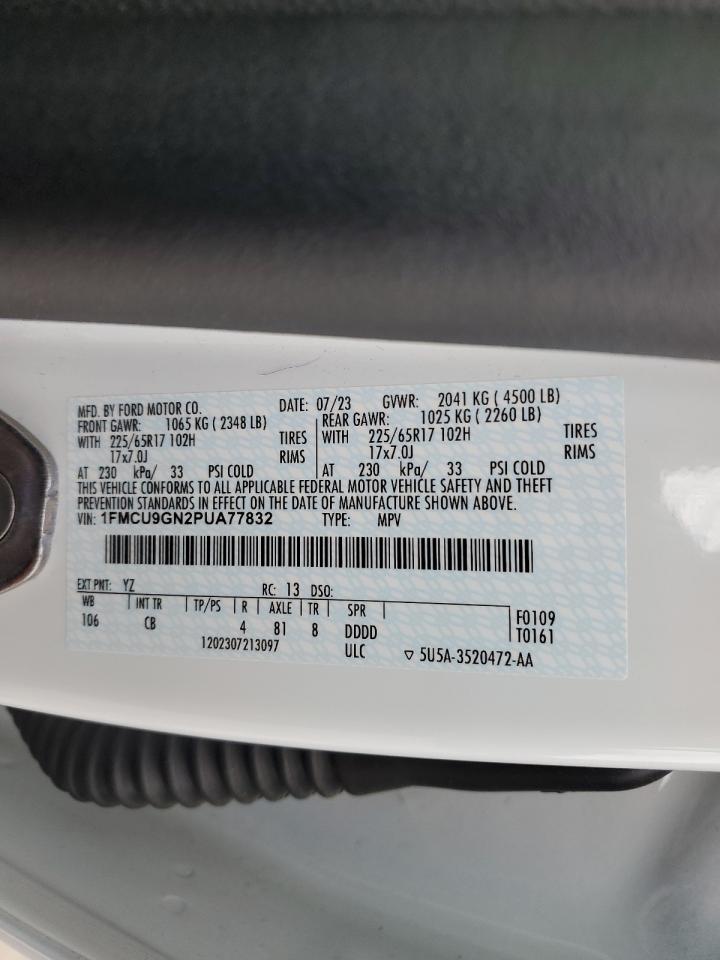 MFD. BY FORD MOTOR CO. DATE: 07/23 GVWR: 2041 KG ( 4500 LB)
FRONT GAWR: 1065 KG ( 2348 LB) REAR GAWR: 1025 KG ( 2260 LB)
WITH 225/65R17 102H TIRES WITH 225/65R17 102H TIRES
17x7.0J RIMS 17x7.0J RIMS
AT 230 kPa/ 33 PSI COLD AT 230 kPa/ 33 PSI COLD
THIS VEHICLE CONFORMS TO ALL APPLICABLE FEDERAL MOTOR VEHICLE SAFETY AND THEFT
PREVENTION STANDARDS IN EFFECT ON THE DATE OF MANUFACTURE SHOWN ABOVE.
VIN: 1FMCU9GN2PUA77832 TYPE: MPV
EXT PNT: YZ RC: 13 DSO:
WB INT TR TP/PS R AXLE TR SPR
106 CB 4 81 8 DDDD F0109
1202307213097 ULC T0161
▽ 5U5A-3520472-AA